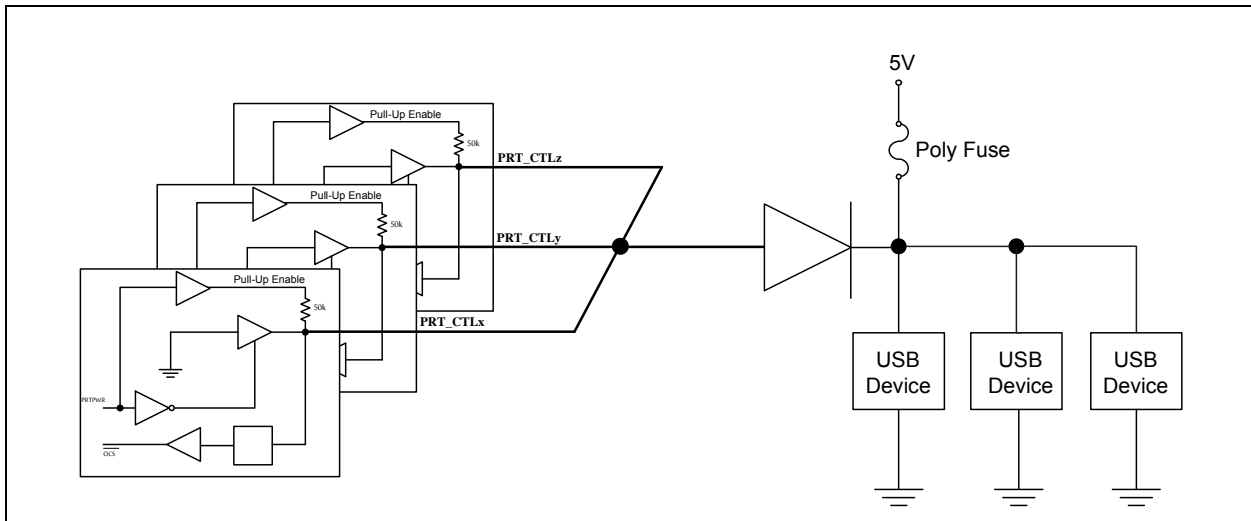 5V
Poly Fuse
Pull-Up Enable
50k
PRT_CTLz
Pull-Up Enable
50k
PRT_CTLy
Pull-Up Enable
50k
PRT_CTLx
PRTPWR
OCS
USB
Device
USB
Device
USB
Device